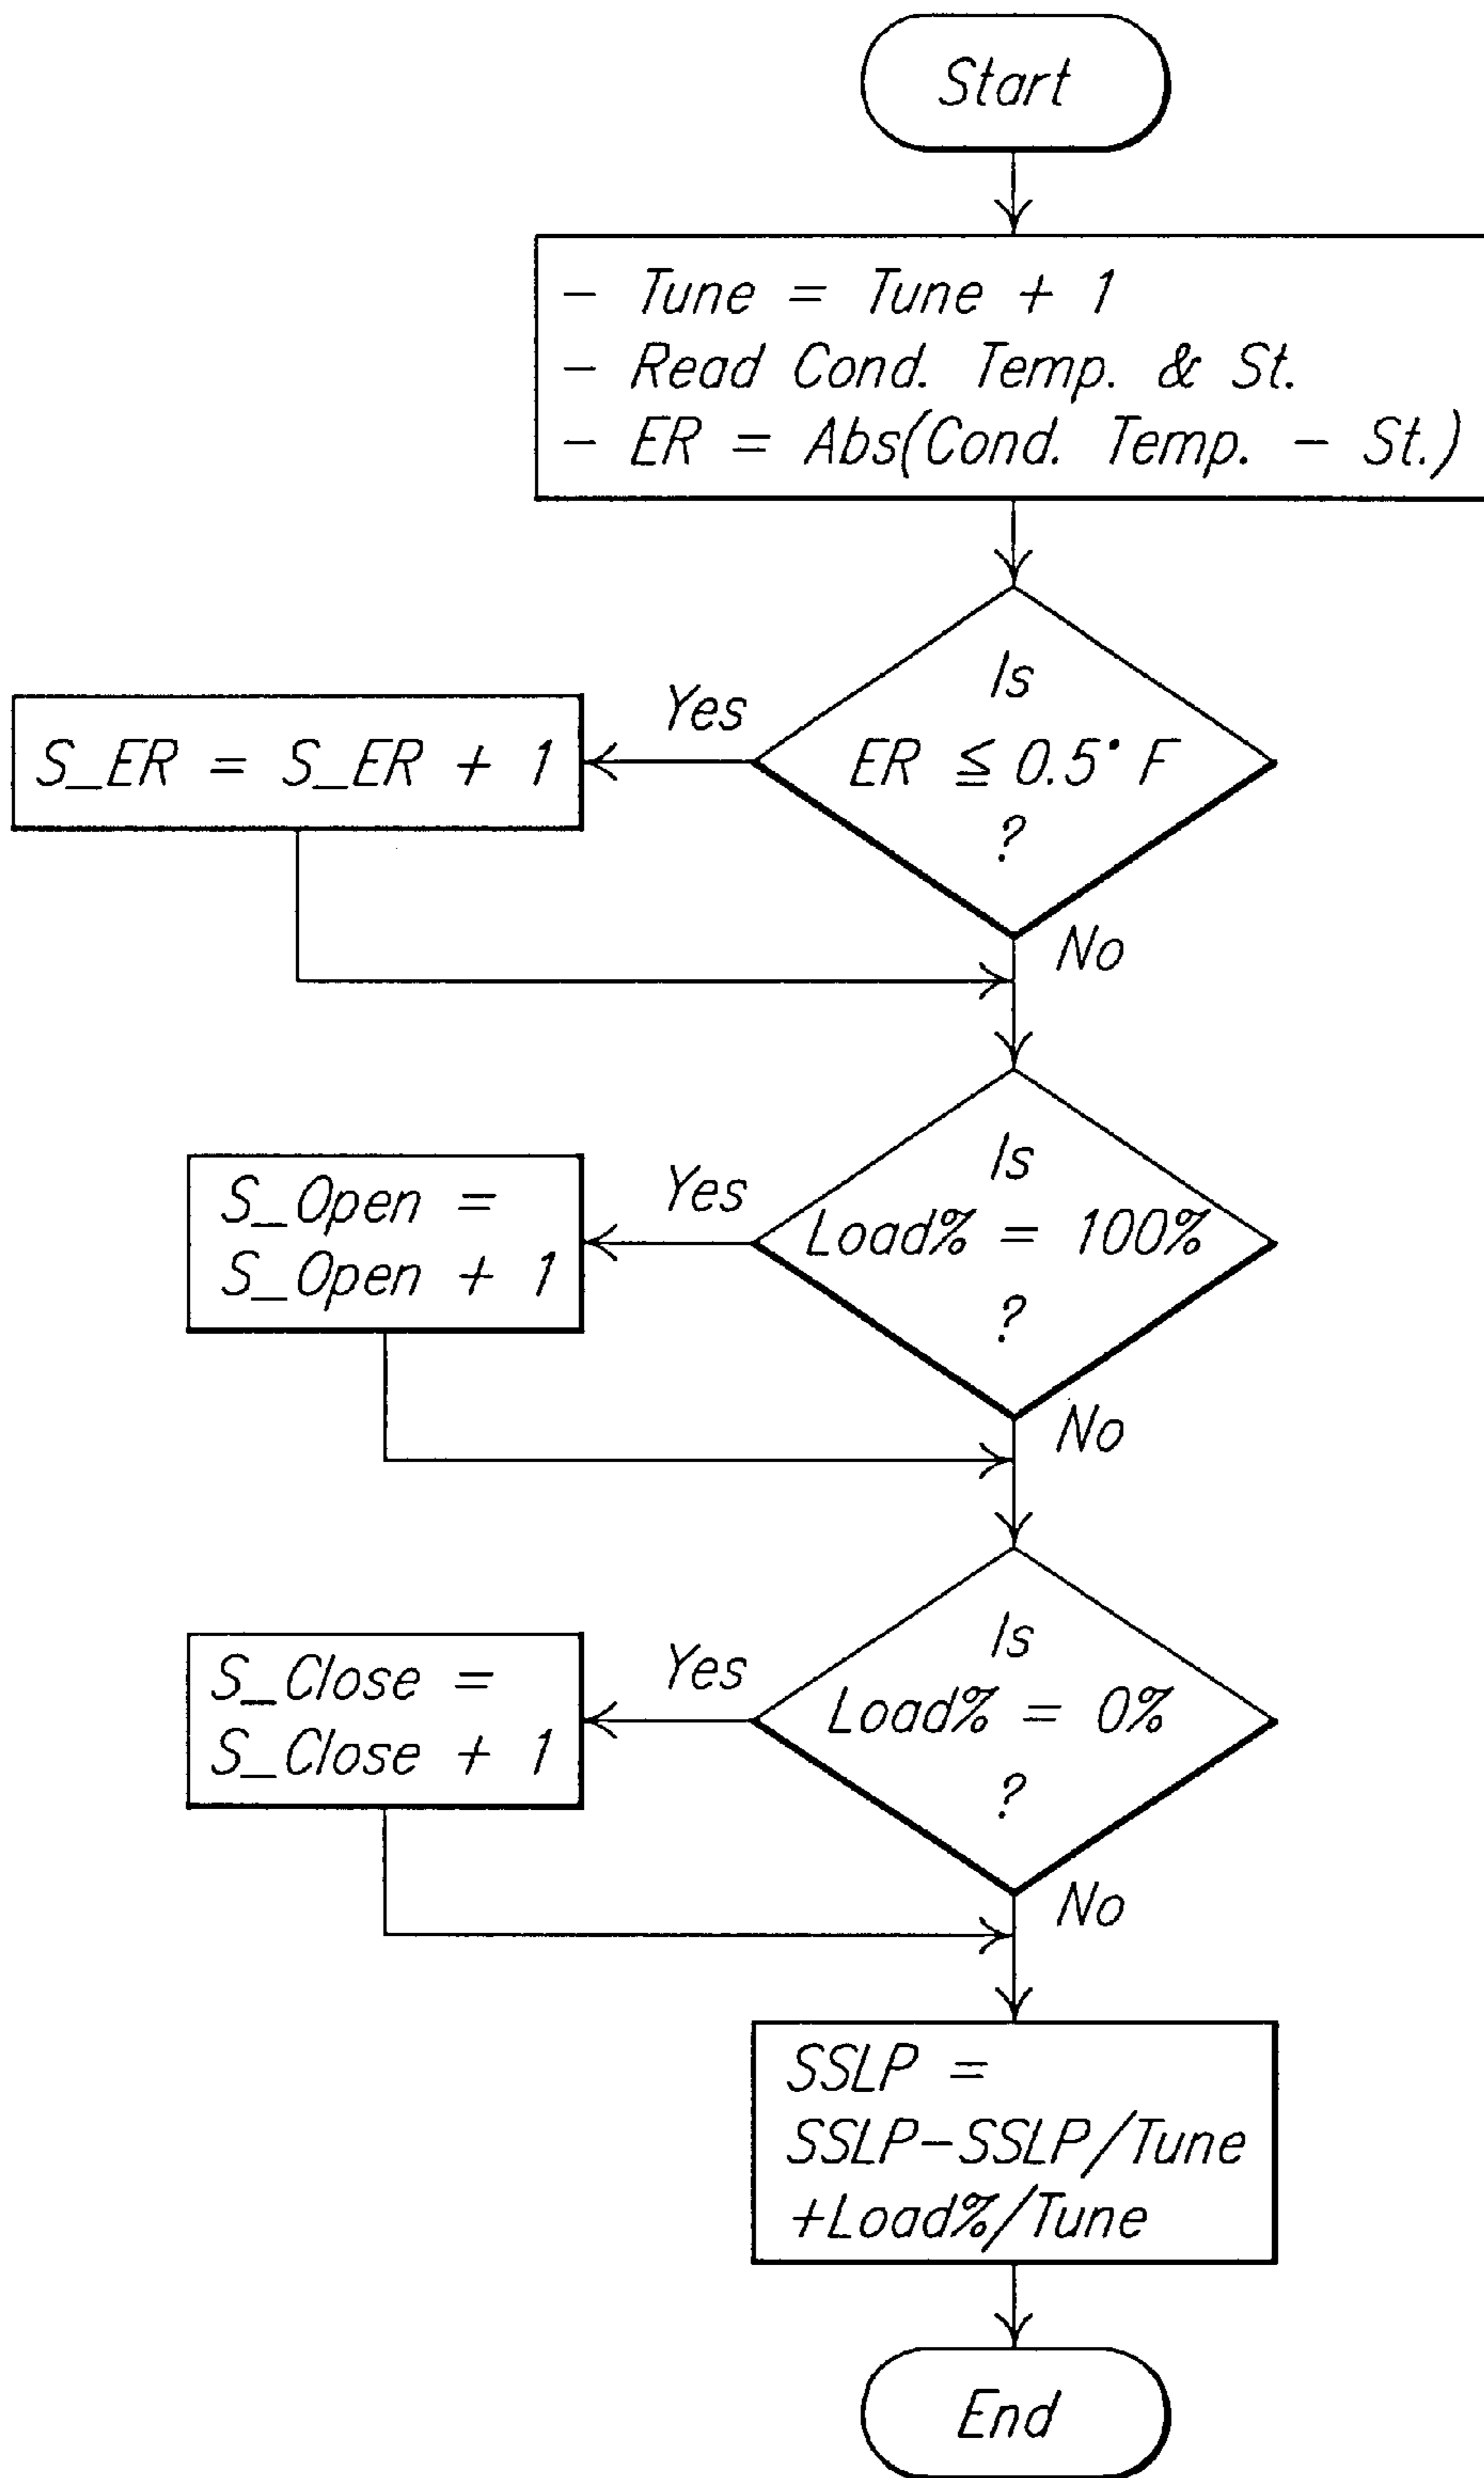 Start
- Tune = Tune + 1
- Read Cond. Temp. & St.
- ER = Abs(Cond. Temp. - St.)
Is
ER ≦ 0.5° F
?
Yes
S_ER = S_ER + 1
No
Is
Load% = 100%
?
Yes
S_Open =
S_Open + 1
No
Is
Load% = 0%
?
Yes
S_Close =
S_Close + 1
No
SSLP =
SSLP-SSLP/Tune
+Load%/Tune
End